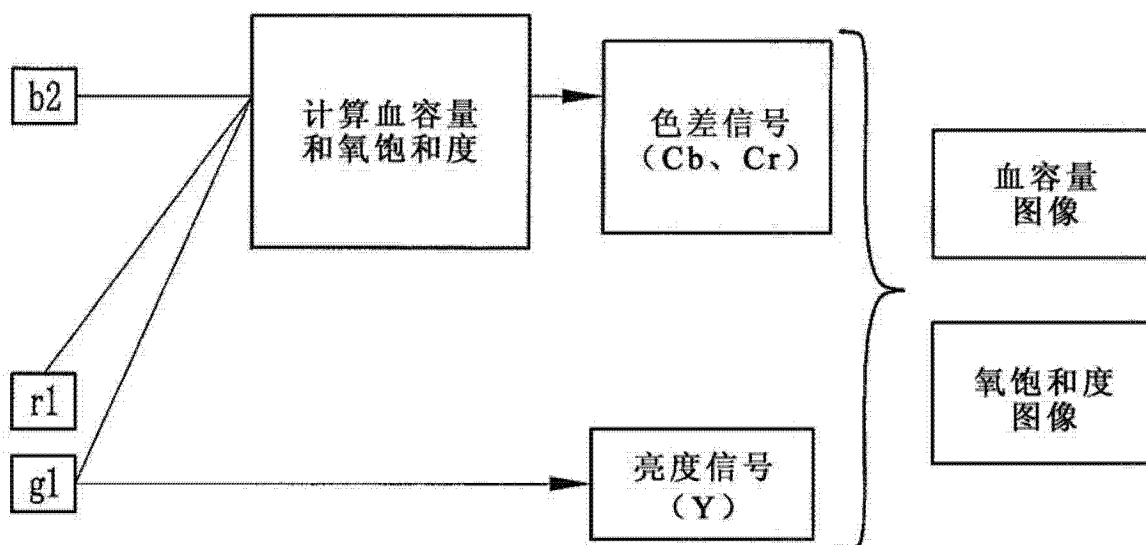 b2
计算血容量
和氧饱和度
色差信号
（Cb、Cr）
血容量
图像
r1
g1
亮度信号
（Y）
氧饱和度
图像